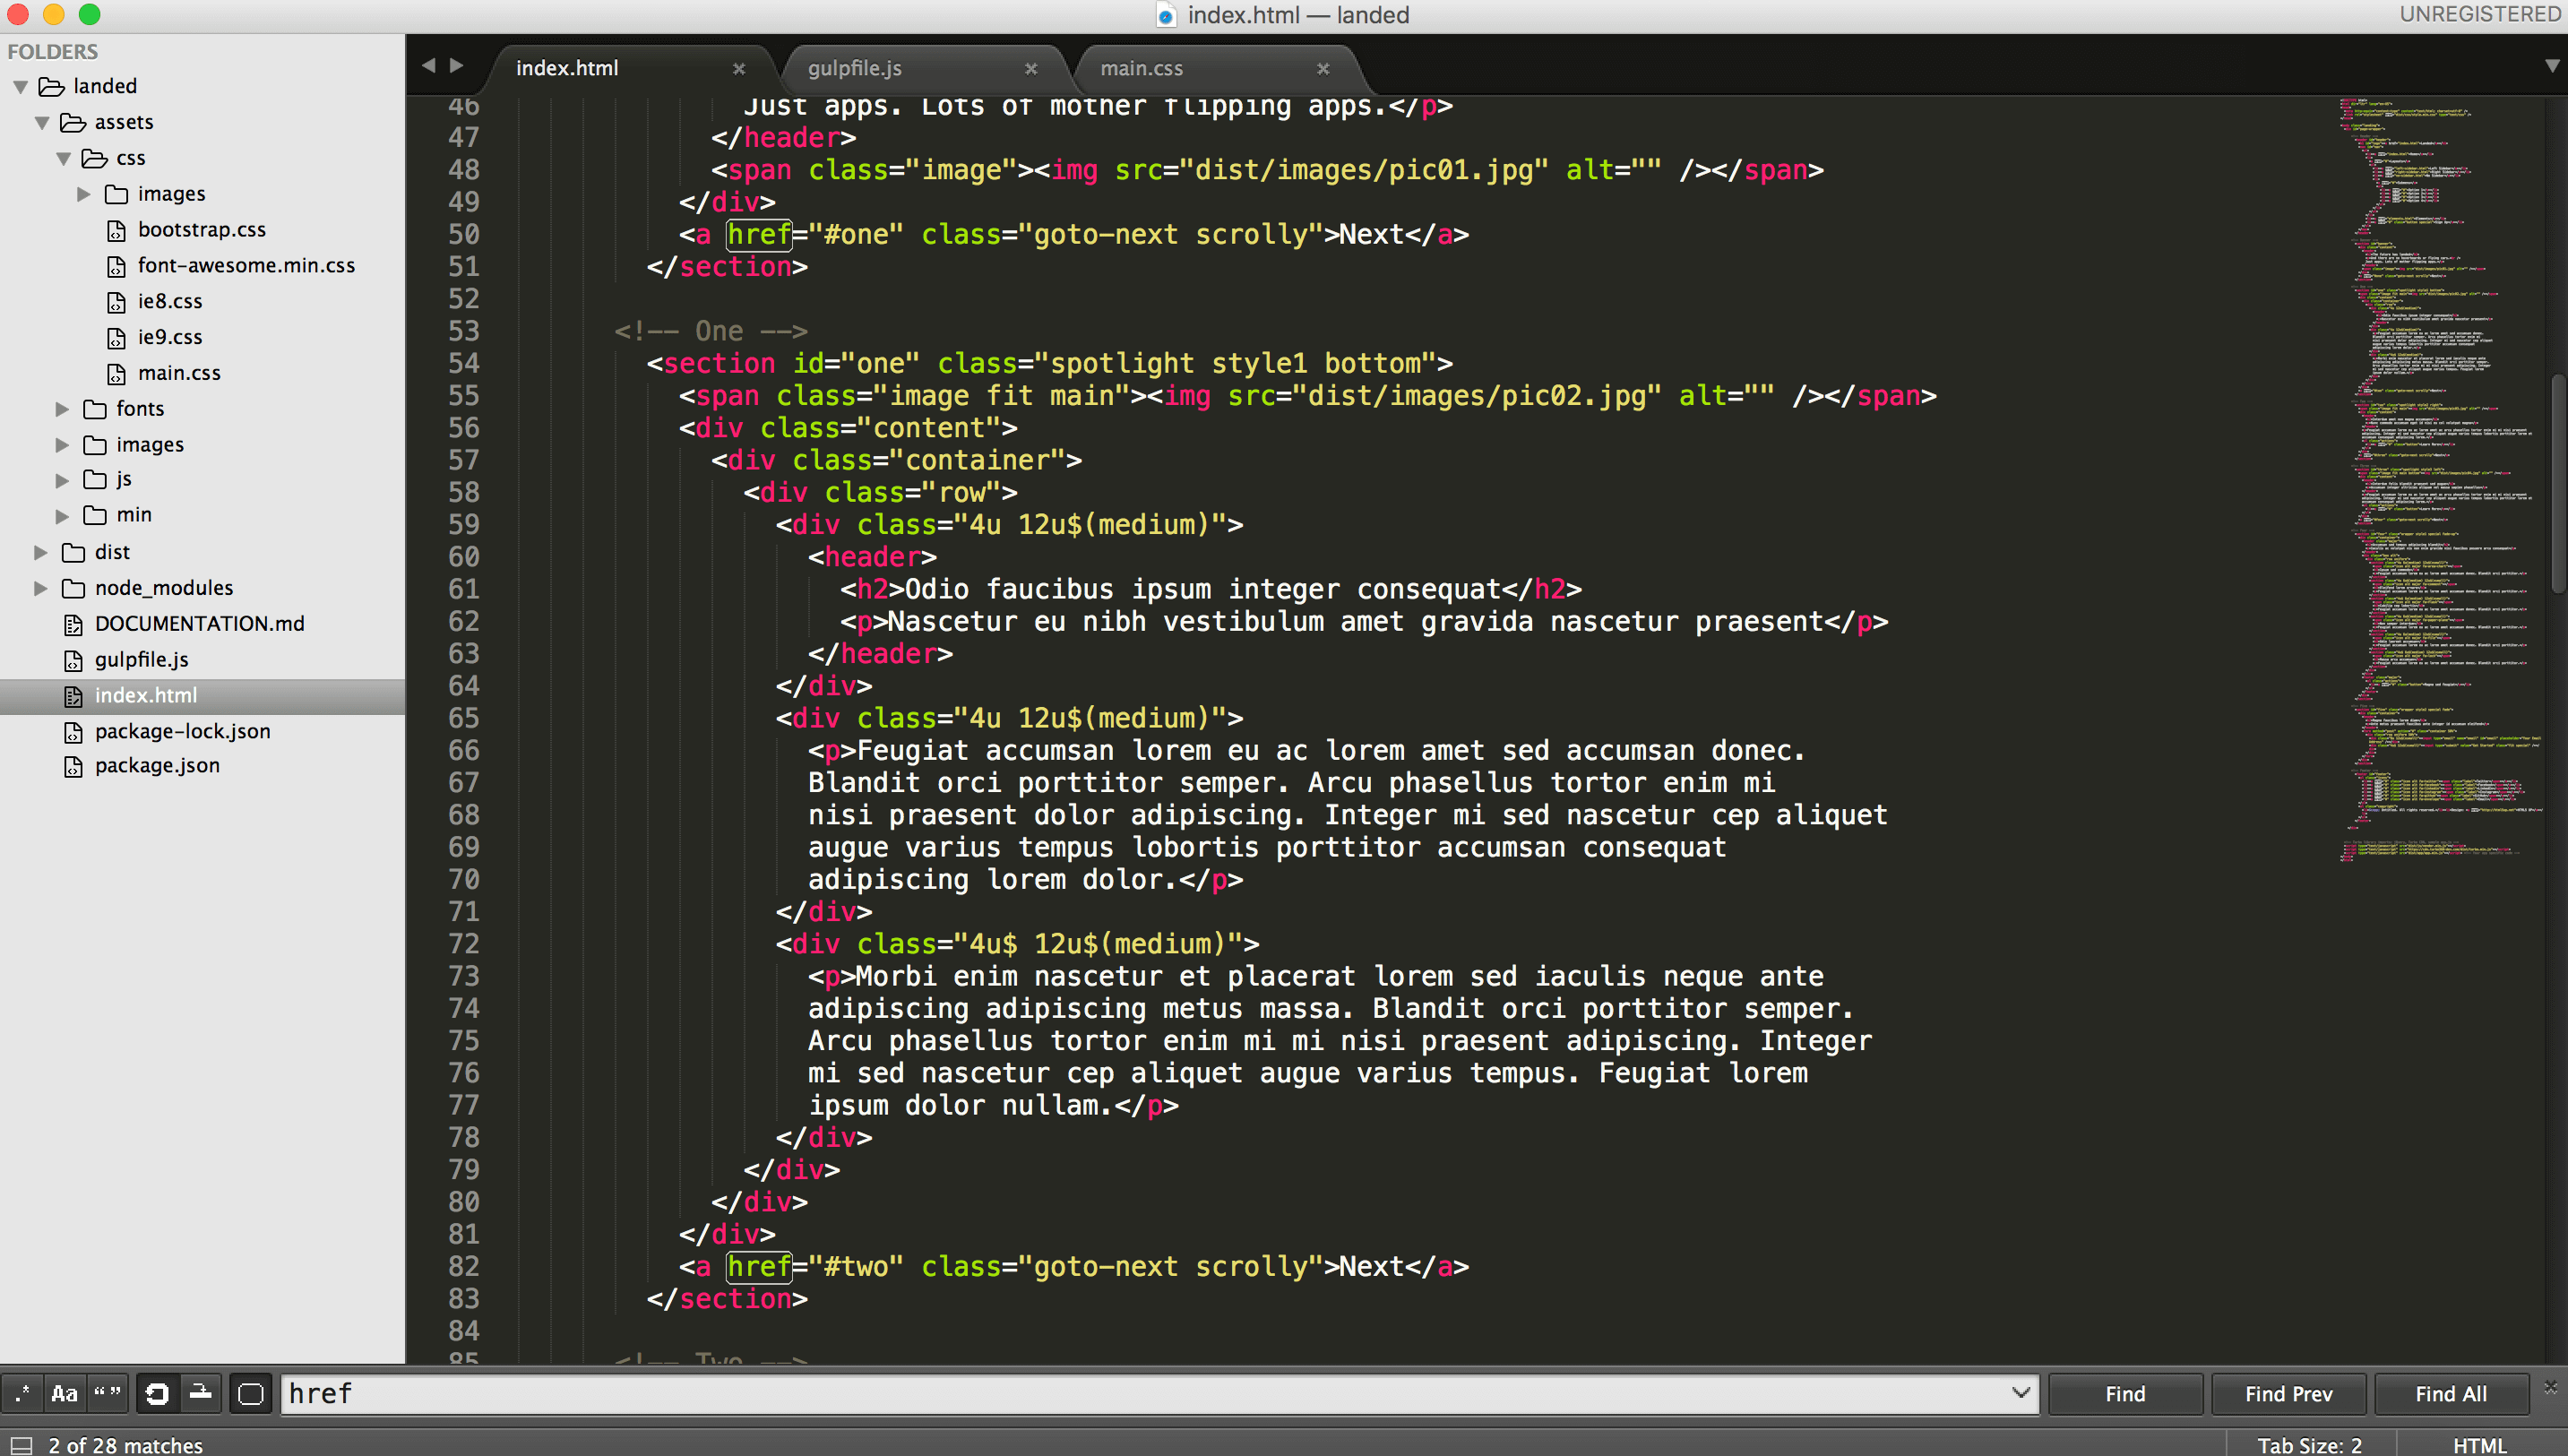 index.html — landed
UNREGISTERED
FOLDERS
landed
assets
css
images
bootstrap.css
font-awesome.min.css
ie8.css
ie9.css
main.css
fonts
images
js
min
dist
node_modules
DOCUMENTATION.md
gulpfile.js
index.html
package-lock.json
package.json
index.html
gulpfile.js
main.css
46 Just apps. Lots of mother flipping apps.</p>
47 </header>
48 <span class="image"><img src="dist/images/pic01.jpg" alt="" /></span>
49 </div>
50 <a href="#one" class="goto-next scrolly">Next</a>
51 </section>
52
53 <!-- One -->
54 <section id="one" class="spotlight style1 bottom">
55 <span class="image fit main"><img src="dist/images/pic02.jpg" alt="" /></span>
56 <div class="content">
57 <div class="container">
58 <div class="row">
59 <div class="4u 12u$(medium)">
60 <header>
61 <h2>Odio faucibus ipsum integer consequat</h2>
62 <p>Nascetur eu nibh vestibulum amet gravida nascetur praesent</p>
63 </header>
64 </div>
65 <div class="4u 12u$(medium)">
66 <p>Feugiat accumsan lorem eu ac lorem amet sed accumsan donec.
67 Blandit orci porttitor semper. Arcu phasellus tortor enim mi
68 nisi praesent dolor adipiscing. Integer mi sed nascetur cep aliquet
69 augue varius tempus lobortis porttitor accumsan consequat
70 adipiscing lorem dolor.</p>
71 </div>
72 <div class="4u$ 12u$(medium)">
73 <p>Morbi enim nascetur et placerat lorem sed iaculis neque ante
74 adipiscing adipiscing metus massa. Blandit orci porttitor semper.
75 Arcu phasellus tortor enim mi mi nisi praesent adipiscing. Integer
76 mi sed nascetur cep aliquet augue varius tempus. Feugiat lorem
77 ipsum dolor nullam.</p>
78 </div>
79 </div>
80 </div>
81 </div>
82 <a href="#two" class="goto-next scrolly">Next</a>
83 </section>
84
85 <!-- Two -->
.* Aa “ ”
href
Find
Find Prev
Find All
2 of 28 matches
Tab Size: 2
HTML